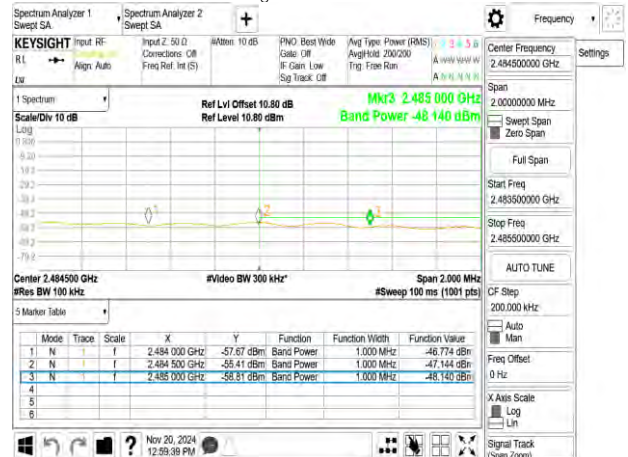 Spectrum Analyzer 1
Swept SA
Spectrum Analyzer 2
Swept SA
+
Frequency
KEYSIGHT
RL
Input: RF
Align: Auto
Input Z: 50 Ω
Corrections: Off
Freq Ref: Int (S)
#Atten: 10 dB
PNO: Best Wide
Gate: Off
IF Gain: Low
Sig Track: Off
Avg Type: Power (RMS)
Avg|Hold: 200/200
Trig: Free Run
Center Frequency
2.484500000 GHz
Settings
Span
2.00000000 MHz
Swept Span
Zero Span
Full Span
Start Freq
2.483500000 GHz
Stop Freq
2.485500000 GHz
AUTO TUNE
CF Step
200.000 kHz
Auto
Man
Freq Offset
0 Hz
X Axis Scale
Log
Lin
Signal Track
(Span Zoom)
1 Spectrum
Scale/Div 10 dB
Log
Ref Lvl Offset 10.80 dB
Ref Level 10.80 dBm
Mkr3 2.485 000 GHz
Band Power -48.140 dBm
1
2
3
Center 2.484500 GHz
#Res BW 100 kHz
#Video BW 300 kHz*
Span 2.000 MHz
#Sweep 100 ms (1001 pts)
5 Marker Table
Mode Trace Scale X Y Function Function Width Function Value
1 N 1 f 2.484 000 GHz -57.67 dBm Band Power 1.000 MHz -46.774 dBm
2 N 1 f 2.484 500 GHz -55.41 dBm Band Power 1.000 MHz -47.144 dBm
3 N 1 f 2.485 000 GHz -58.81 dBm Band Power 1.000 MHz -48.140 dBm
4
5
6
?
Nov 20, 2024
12:59:39 PM